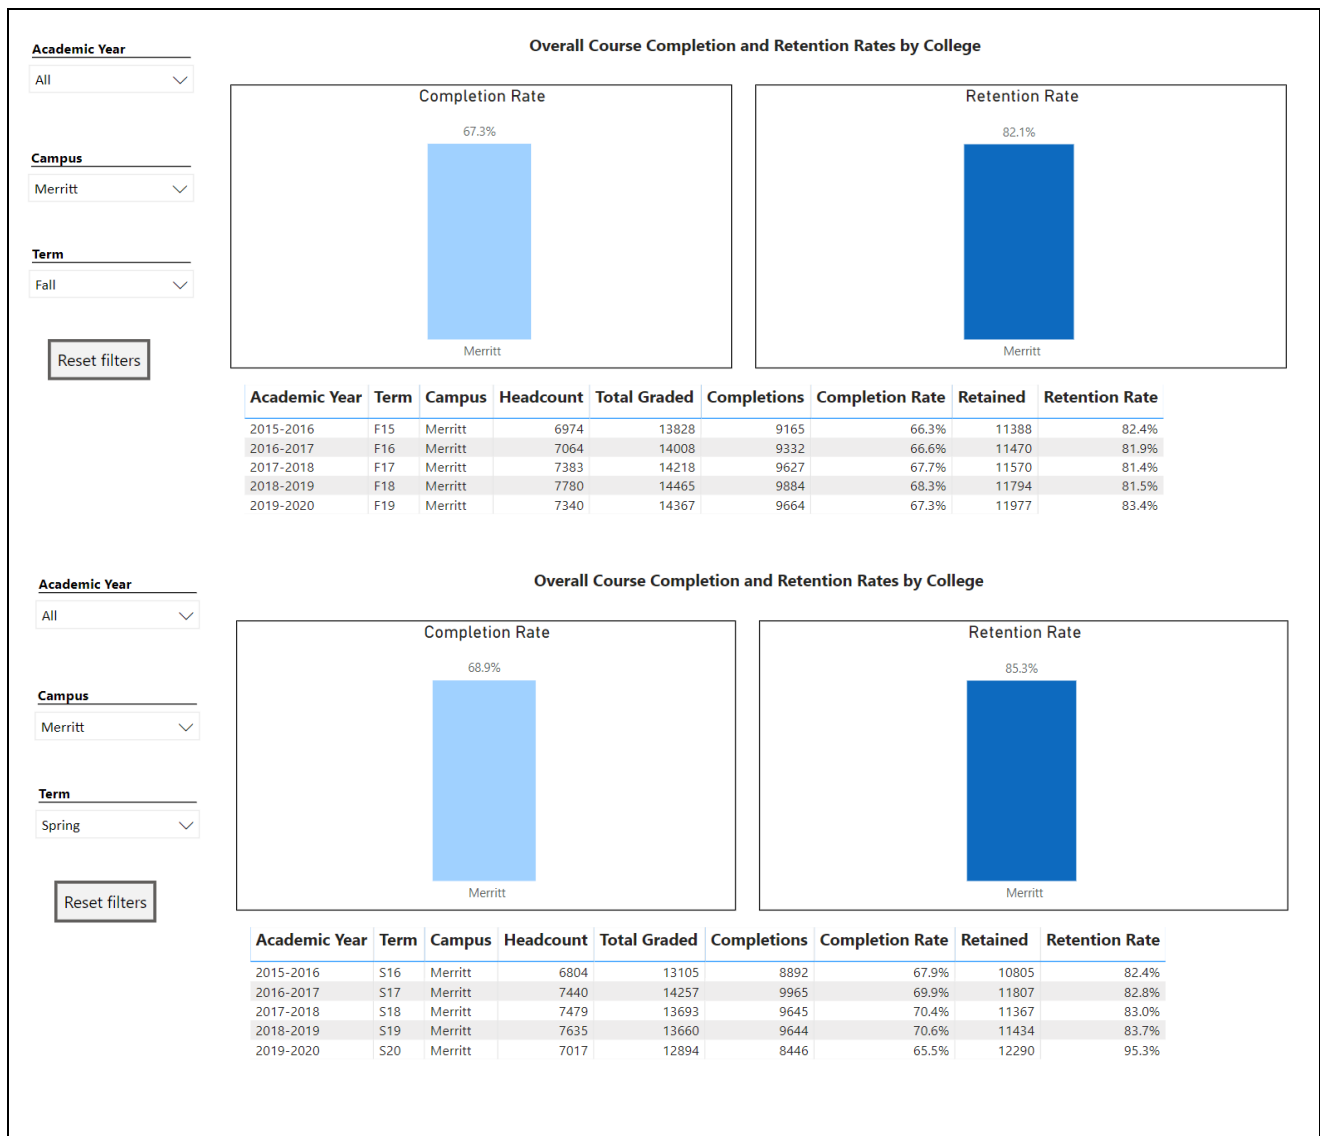 Overall Course Completion and Retention Rates by College
Academic Year
All
Campus
Merritt
Term
Fall
Reset filters
Completion Rate
67.3%
Merritt
Retention Rate
82.1%
Merritt
Academic Year Term Campus Headcount Total Graded Completions Completion Rate Retained Retention Rate
2015-2016 F15 Merritt 6974 13828 9165 66.3% 11388 82.4%
2016-2017 F16 Merritt 7064 14008 9332 66.6% 11470 81.9%
2017-2018 F17 Merritt 7383 14218 9627 67.7% 11570 81.4%
2018-2019 F18 Merritt 7780 14465 9884 68.3% 11794 81.5%
2019-2020 F19 Merritt 7340 14367 9664 67.3% 11977 83.4%
Overall Course Completion and Retention Rates by College
Academic Year
All
Campus
Merritt
Term
Spring
Reset filters
Completion Rate
68.9%
Merritt
Retention Rate
85.3%
Merritt
Academic Year Term Campus Headcount Total Graded Completions Completion Rate Retained Retention Rate
2015-2016 S16 Merritt 6804 13105 8892 67.9% 10805 82.4%
2016-2017 S17 Merritt 7440 14257 9965 69.9% 11807 82.8%
2017-2018 S18 Merritt 7479 13693 9645 70.4% 11367 83.0%
2018-2019 S19 Merritt 7635 13660 9644 70.6% 11434 83.7%
2019-2020 S20 Merritt 7017 12894 8446 65.5% 12290 95.3%